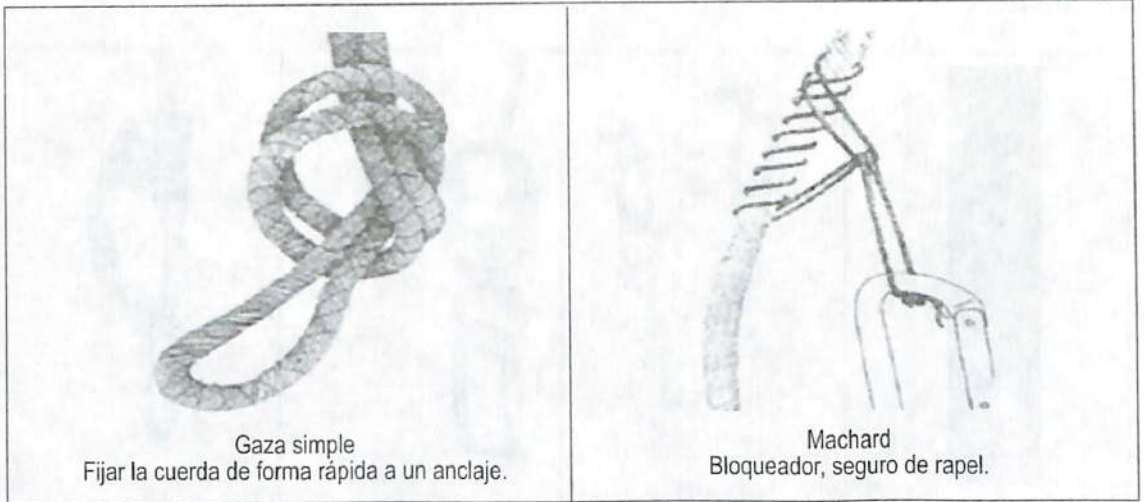 Gaza simple
Fijar la cuerda de forma rápida a un anclaje.
Machard
Bloqueador, seguro de rapel.